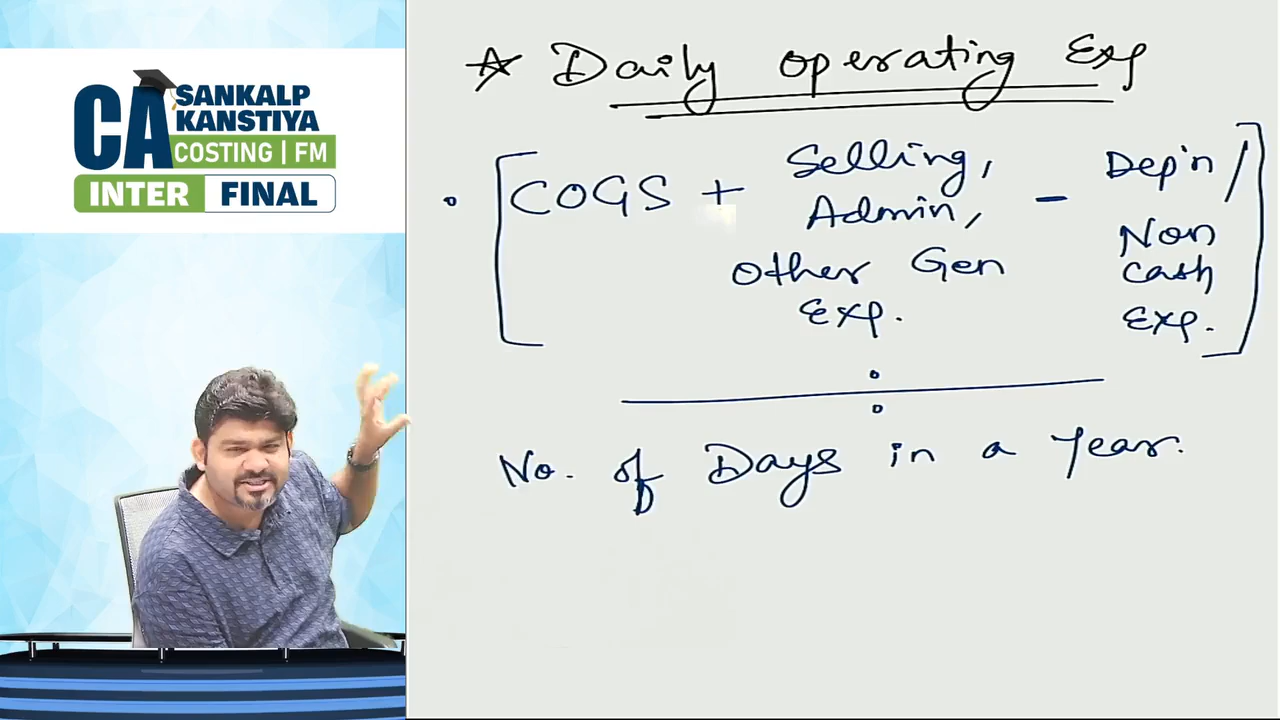 CA SANKALP
KANSTIYA
COSTING | FM
INTER FINAL
☆ Daily operating Exp
[COGS + Selling, Admin, Other Gen Exp. - Dep'n / Non Cash Exp.]
÷
No. of Days in a Year.